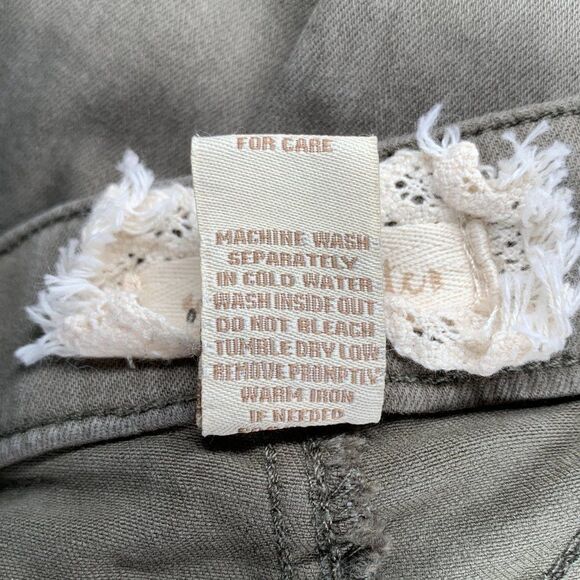 FOR CARE
MACHINE WASH
SEPARATELY
IN COLD WATER
WASH INSIDE OUT
DO NOT BLEACH
TUMBLE DRY LOW
REMOVE PROMPTLY
WARM IRON
IF NEEDED